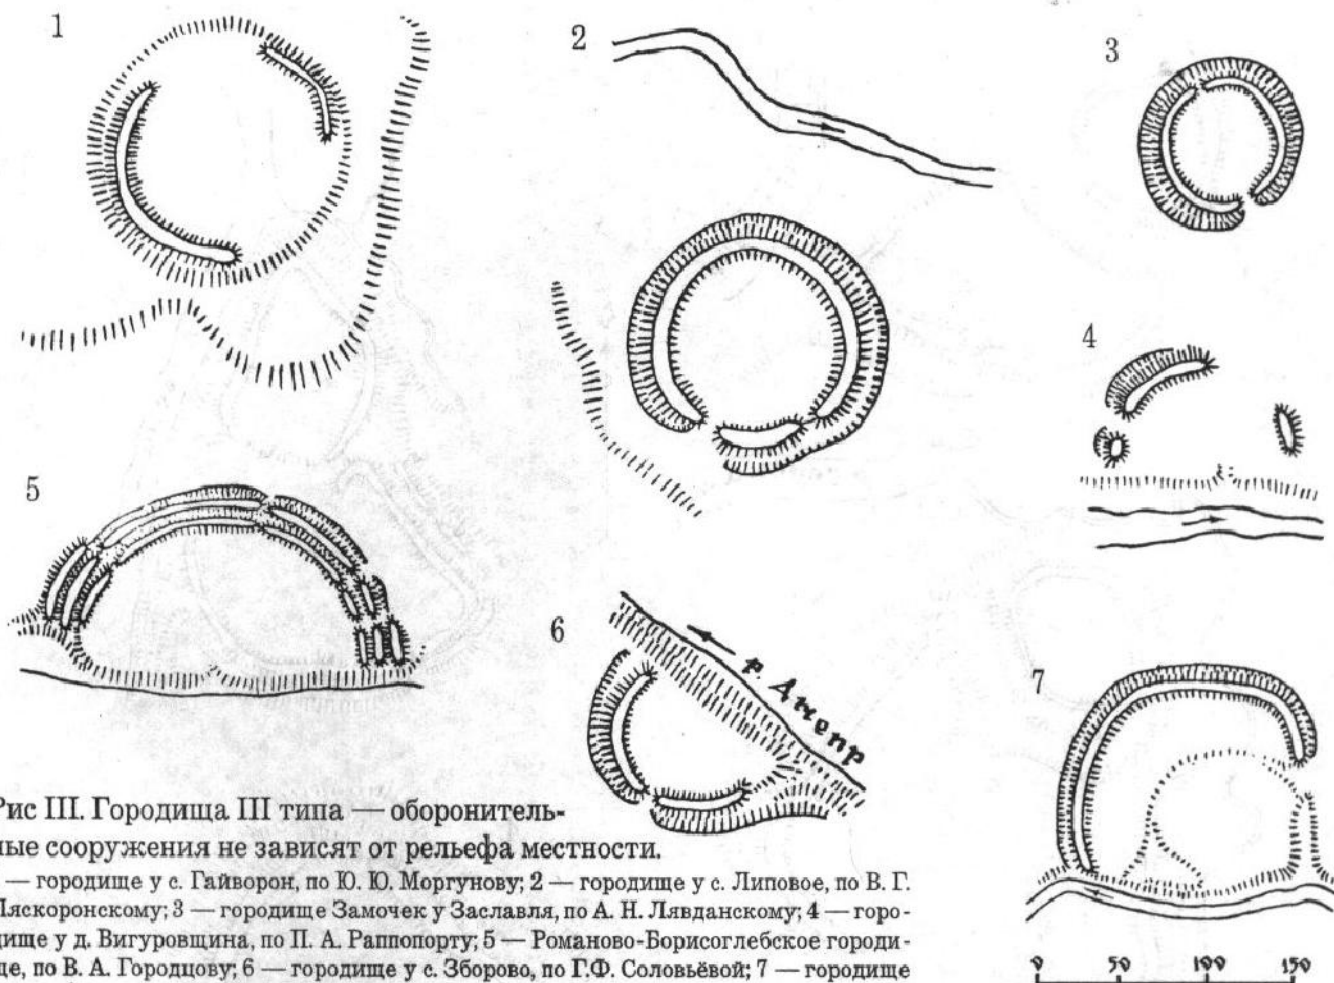 1
2
3
4
5
6
р. Днепр
7
Рис III. Городища III типа — оборонитель-
ные сооружения не зависят от рельефа местности.
— городище у с. Гайворон, по Ю. Ю. Моргунову; 2 — городище у с. Липовое, по В. Г.
Ляскоронскому; 3 — городище Замочек у Заславля, по А. Н. Лявданскому; 4 — горо-
дище у д. Вигуровщина, по П. А. Раппопорту; 5 — Романово-Борисоглебское городи-
ще, по В. А. Городцову; 6 — городище у с. Зборово, по Г.Ф. Соловьёвой; 7 — городище
0 50 100 150